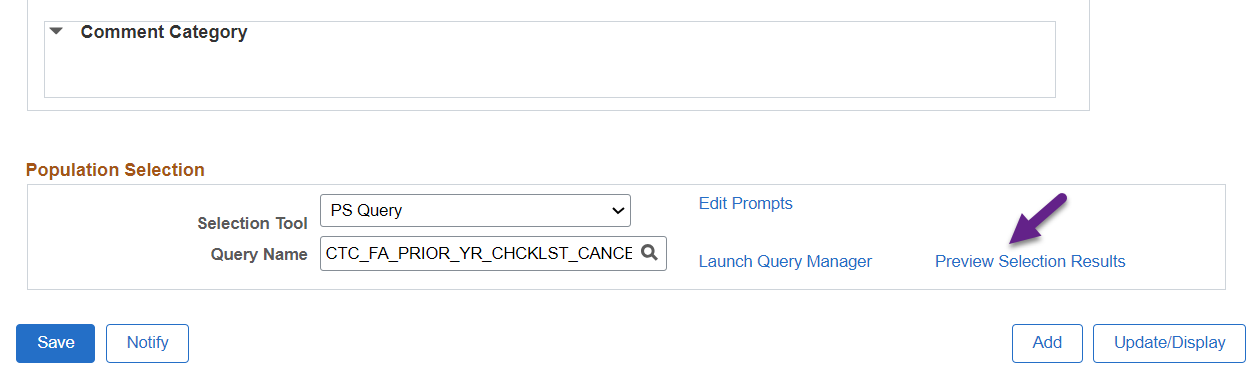 Comment Category
Population Selection
Selection Tool
PS Query
Edit Prompts
Query Name
CTC_FA_PRIOR_YR_CHCKLST_CANCE
Launch Query Manager
Preview Selection Results
Save
Notify
Add
Update/Display